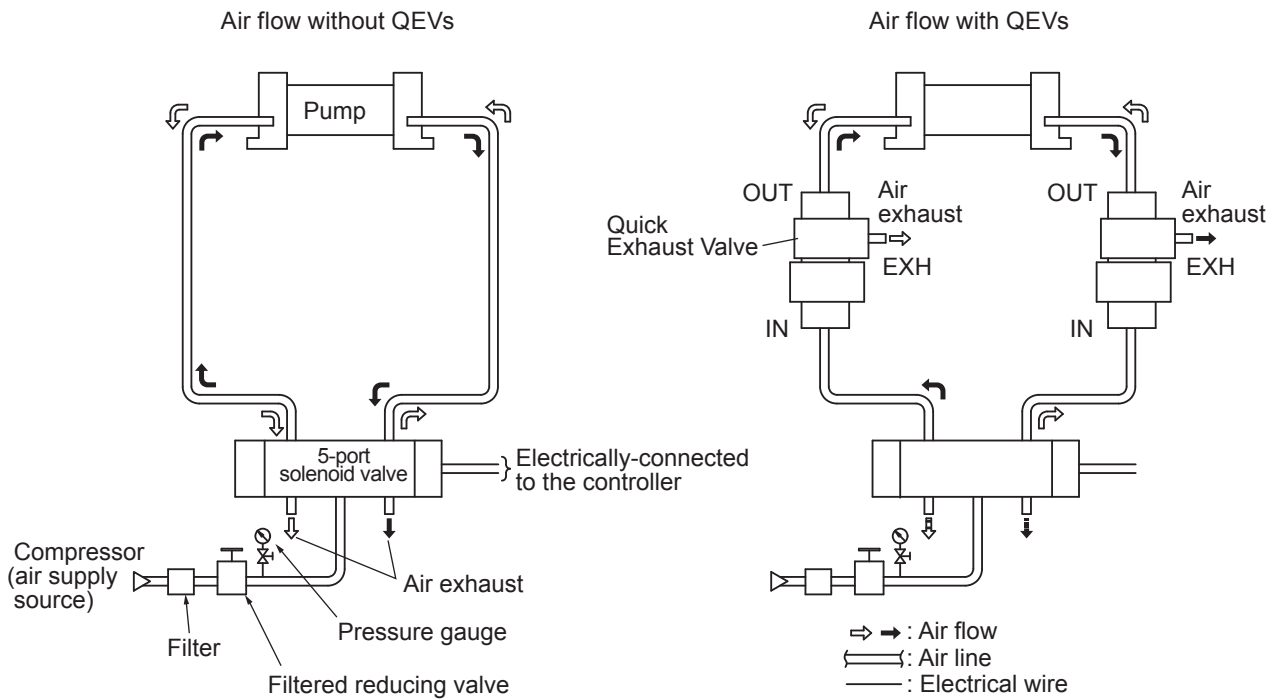 Air flow without QEVs
Pump
5-port
solenoid valve
Electrically-connected
to the controller
Compressor
(air supply
source)
Air exhaust
Pressure gauge
Filter
Filtered reducing valve
Air flow with QEVs
OUT
Air
exhaust
Quick
Exhaust Valve
EXH
IN
OUT
Air
exhaust
EXH
IN
: Air flow
: Air line
: Electrical wire